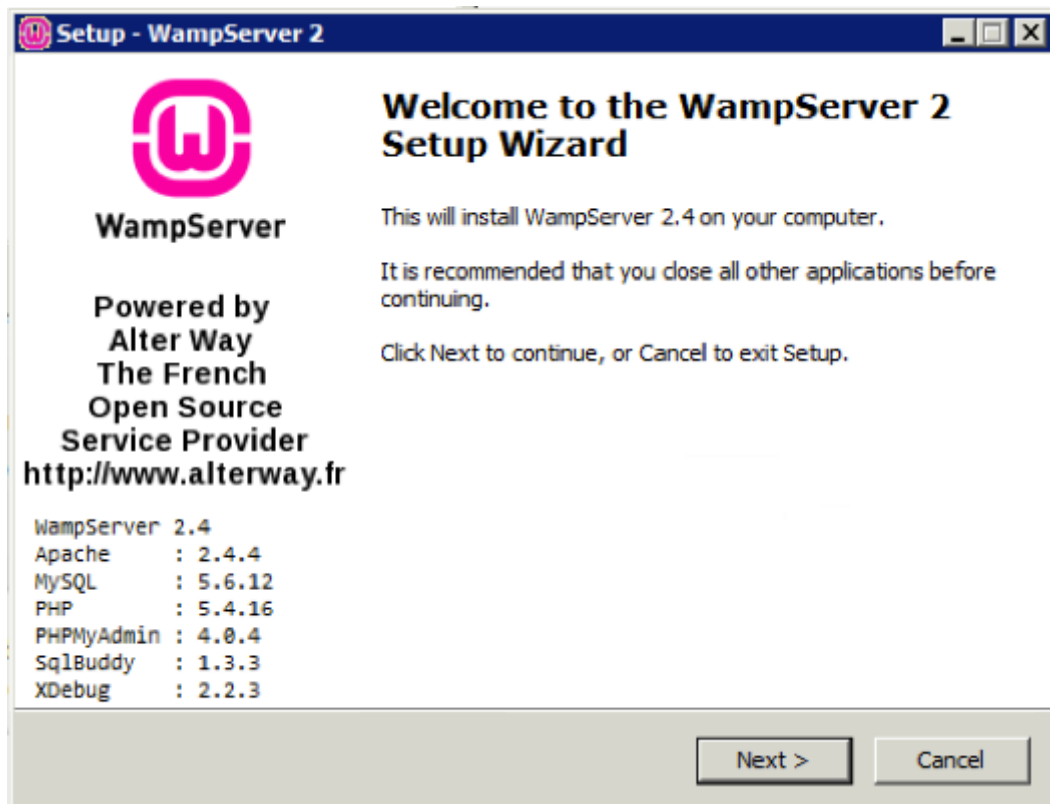 Setup - WampServer 2
WampServer
Powered by
Alter Way
The French
Open Source
Service Provider
http://www.alterway.fr
WampServer 2.4
Apache : 2.4.4
MySQL : 5.6.12
PHP : 5.4.16
PHPMyAdmin : 4.0.4
SqlBuddy : 1.3.3
XDebug : 2.2.3
Welcome to the WampServer 2
Setup Wizard
This will install WampServer 2.4 on your computer.
It is recommended that you close all other applications before
continuing.
Click Next to continue, or Cancel to exit Setup.
Next >
Cancel